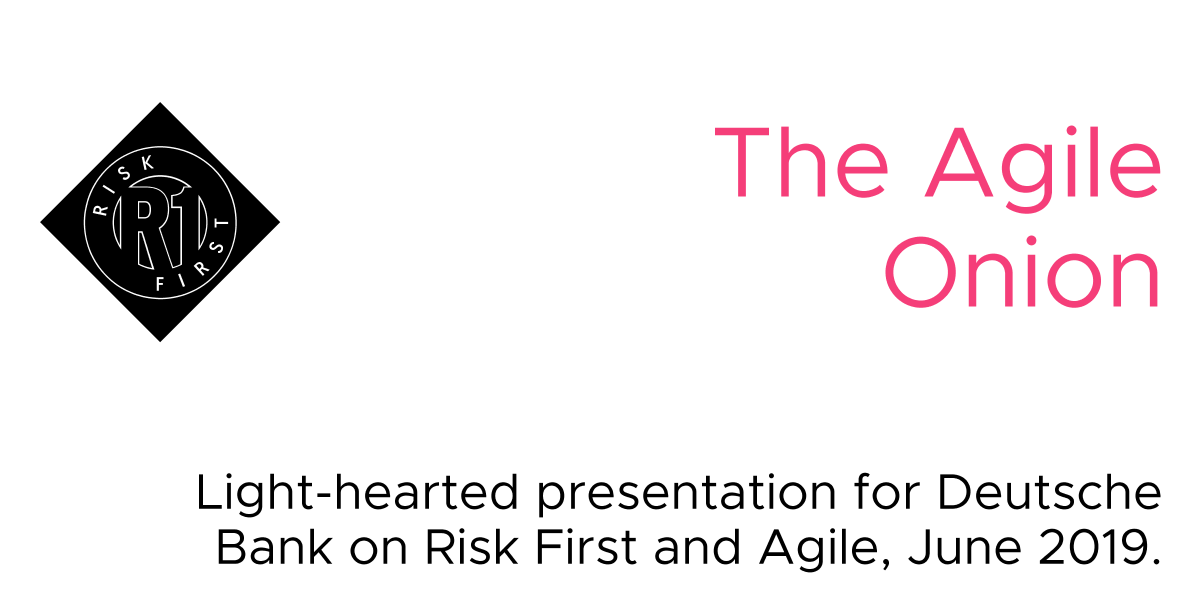 RISK
R1
FIRST
The Agile
Onion
Light-hearted presentation for Deutsche
Bank on Risk First and Agile, June 2019.